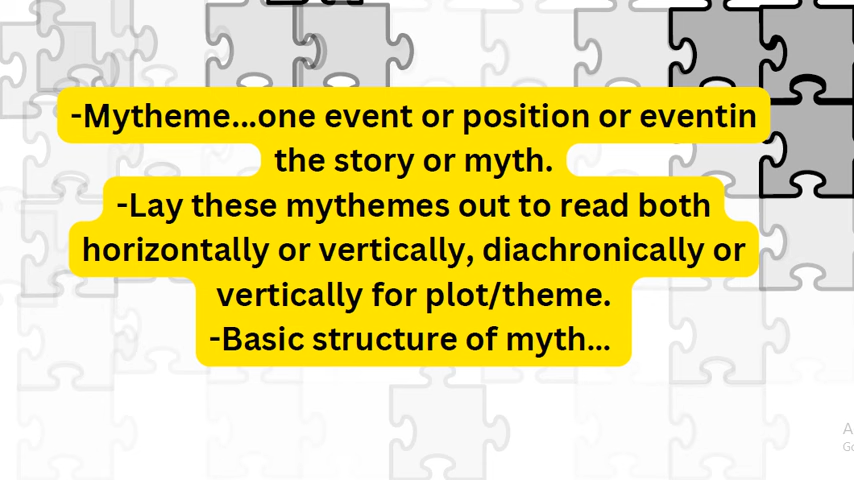 -Mytheme...one event or position or eventin
the story or myth.
-Lay these mythemes out to read both
horizontally or vertically, diachronically or
vertically for plot/theme.
-Basic structure of myth...